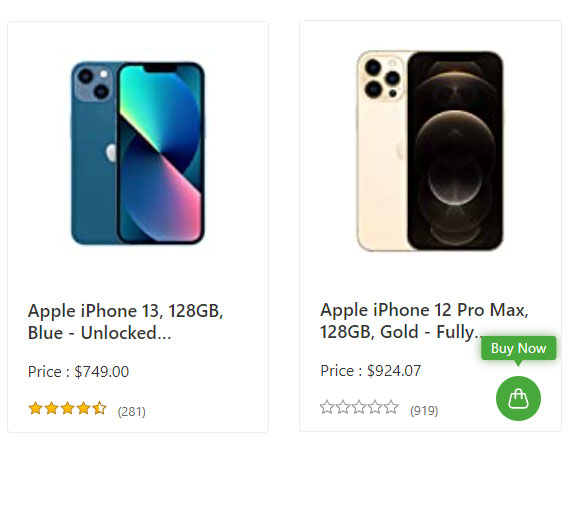 Apple iPhone 13, 128GB,
Blue - Unlocked...
Price : $749.00
(281)
Apple iPhone 12 Pro Max,
128GB, Gold - Fully...
Buy Now
Price : $924.07
(919)